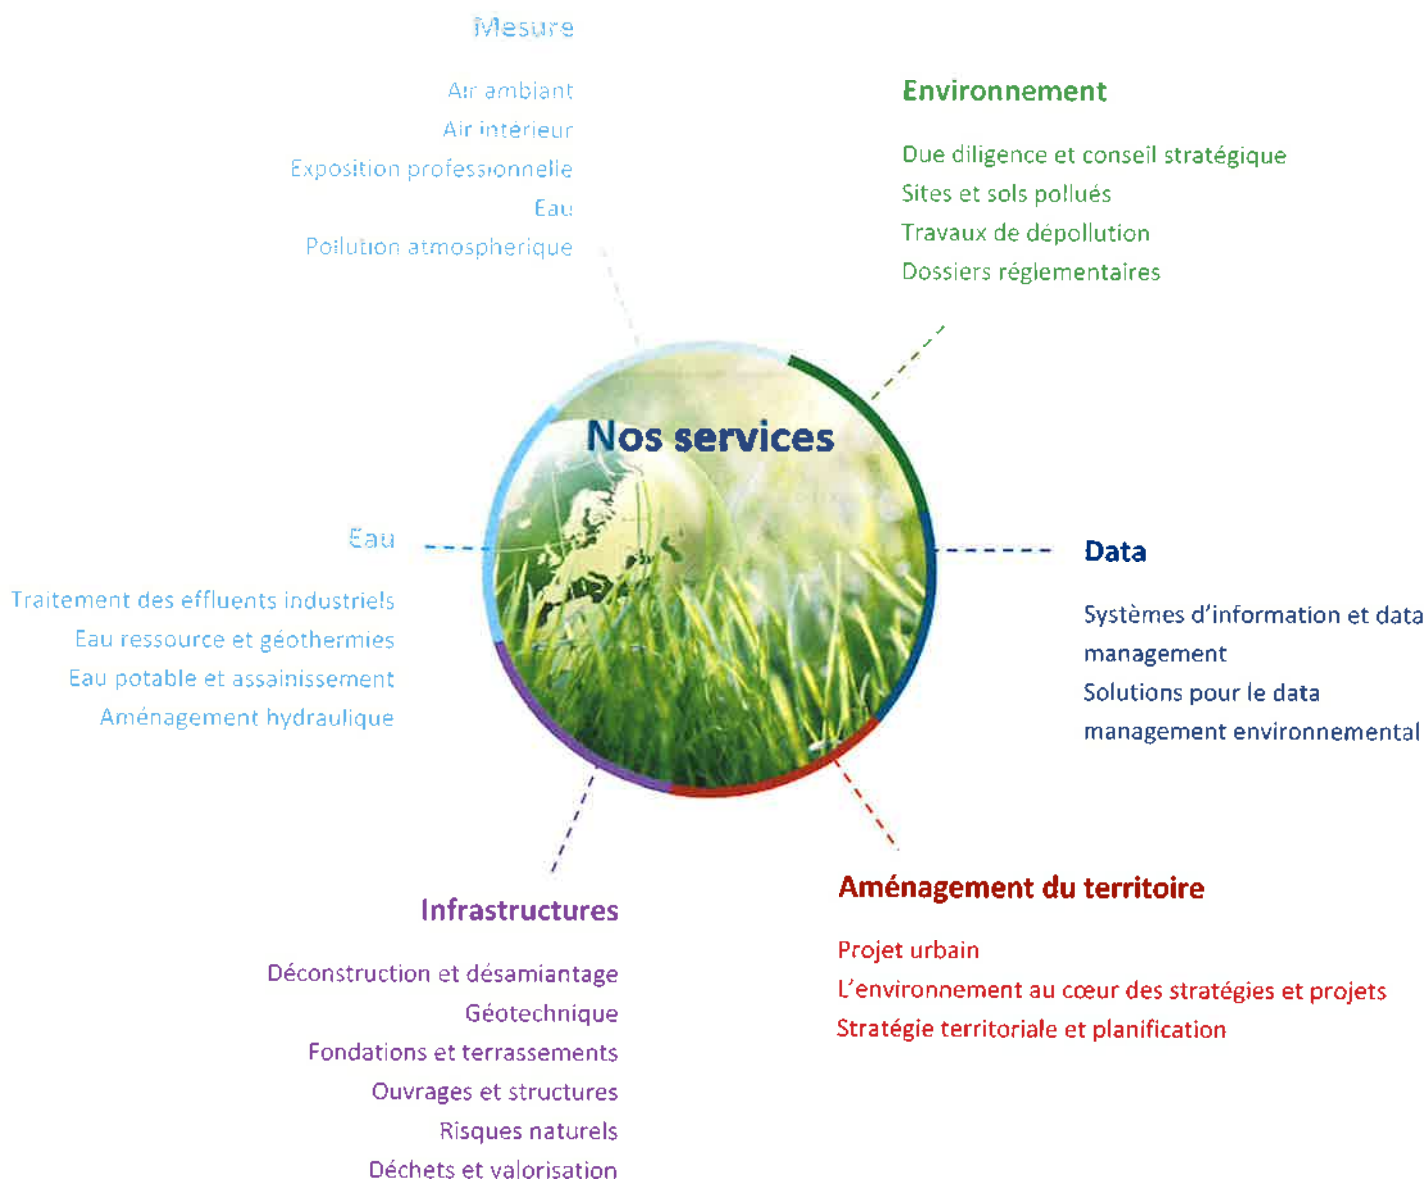 Mesure
Air ambiant
Air intérieur
Exposition professionnelle
Eau
Pollution atmospherique
Environnement
Due diligence et conseil stratégique
Sites et sols pollués
Travaux de dépollution
Dossiers réglementaires
Nos services
Eau
Traitement des effluents industriels
Eau ressource et géothermies
Eau potable et assainissement
Aménagement hydraulique
Data
Systèmes d'information et data
management
Solutions pour le data
management environnemental
Infrastructures
Déconstruction et désamiantage
Géotechnique
Fondations et terrassements
Ouvrages et structures
Risques naturels
Déchets et valorisation
Aménagement du territoire
Projet urbain
L'environnement au cœur des stratégies et projets
Stratégie territoriale et planification